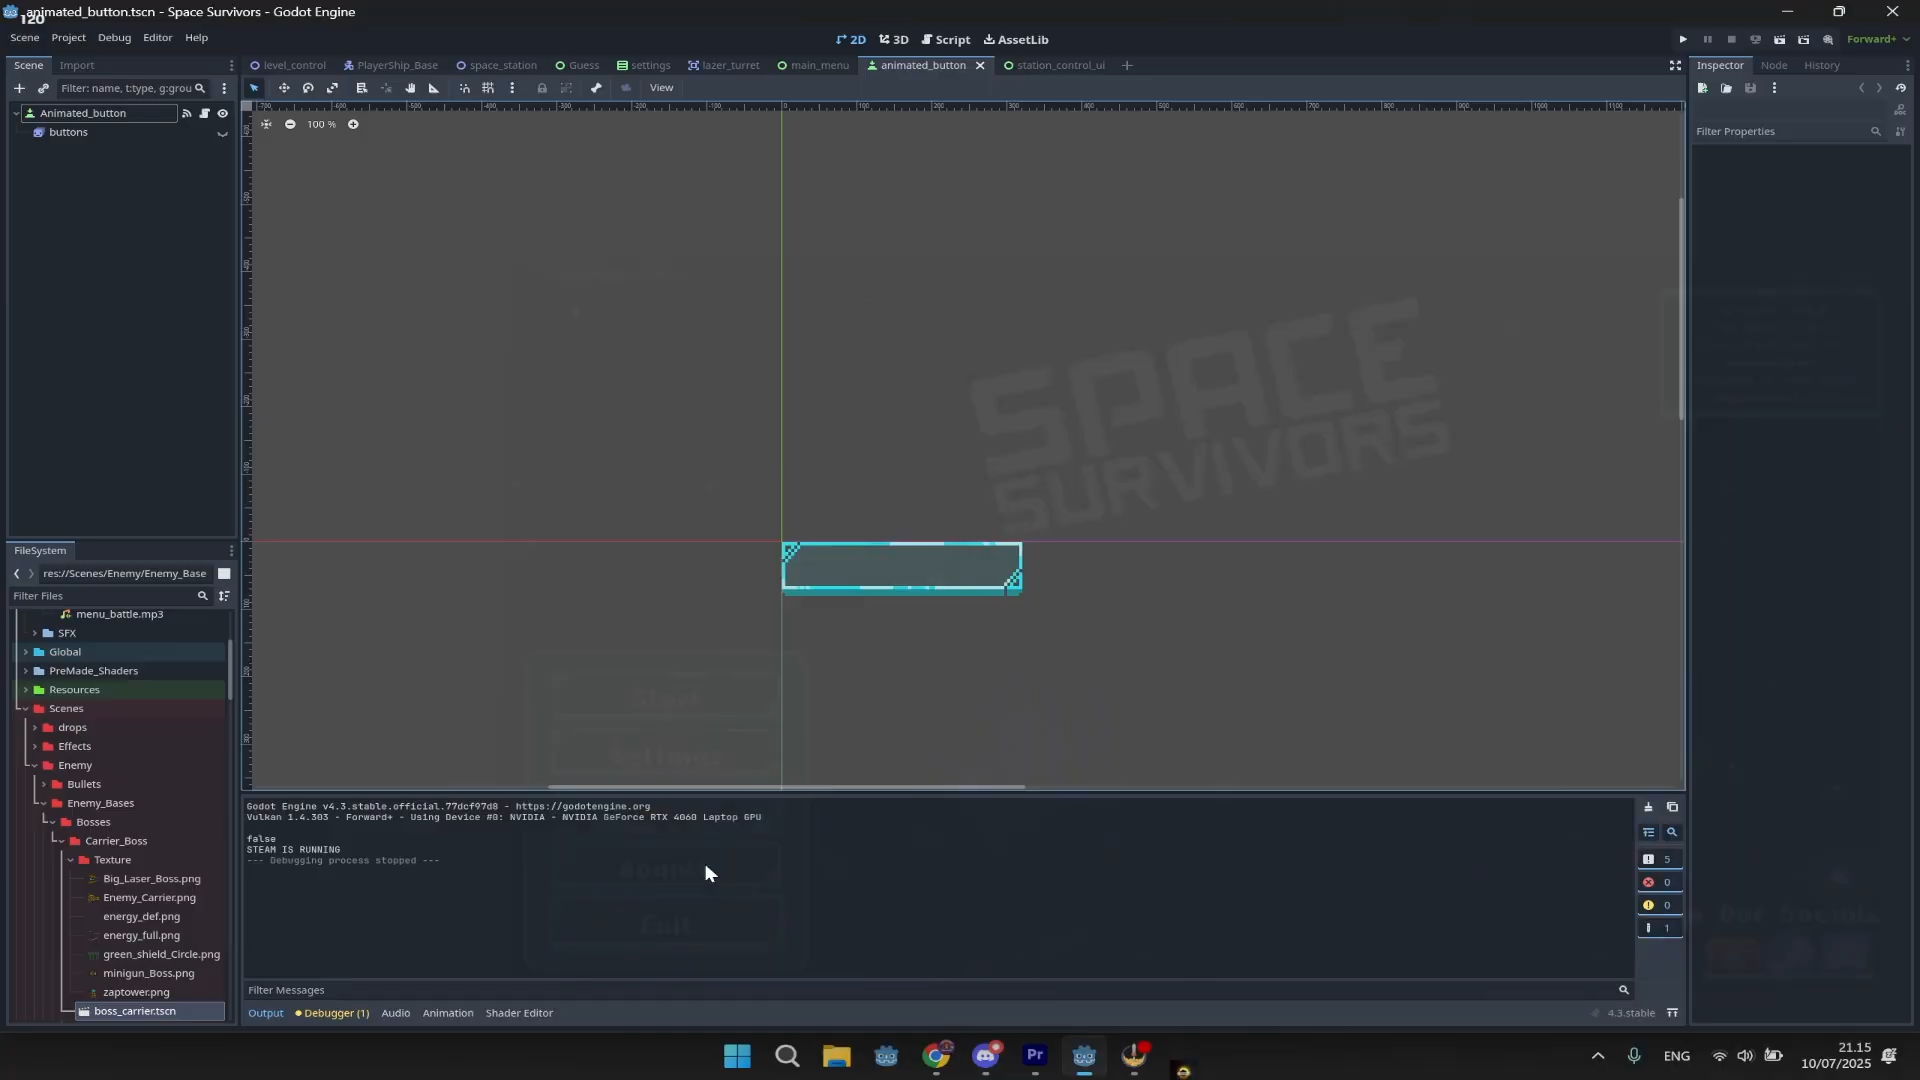 120
animated_button.tscn - Space Survivors - Godot Engine
Scene Project Debug Editor Help
2D 3D Script AssetLib
Forward+
Scene Import
level_control PlayerShip_Base space_station Guess settings lazer_turret main_menu animated_button station_control_ui
Inspector Node History
Filter: name, t:type, g:grou
View
Animated_button
buttons
100 %
Filter Properties
SPACE
SURVIVORS
FileSystem
res://Scenes/Enemy/Enemy_Base
Filter Files
menu_battle.mp3
SFX
Global
PreMade_Shaders
Resources
Scenes
drops
Effects
Enemy
Bullets
Enemy_Bases
Bosses
Carrier_Boss
Texture
Big_Laser_Boss.png
Enemy_Carrier.png
energy_def.png
energy_full.png
green_shield_Circle.png
minigun_Boss.png
zaptower.png
boss_carrier.tscn
Start
Settings
Exit
Godot Engine v4.3.stable.official.77dcf97d8 - https://godotengine.org
Vulkan 1.4.303 - Forward+ - Using Device #0: NVIDIA - NVIDIA GeForce RTX 4060 Laptop GPU
false
STEAM IS RUNNING
--- Debugging process stopped ---
5
0
0
1
Filter Messages
Output Debugger (1) Audio Animation Shader Editor
4.3.stable
ENG
21.15
10/07/2025